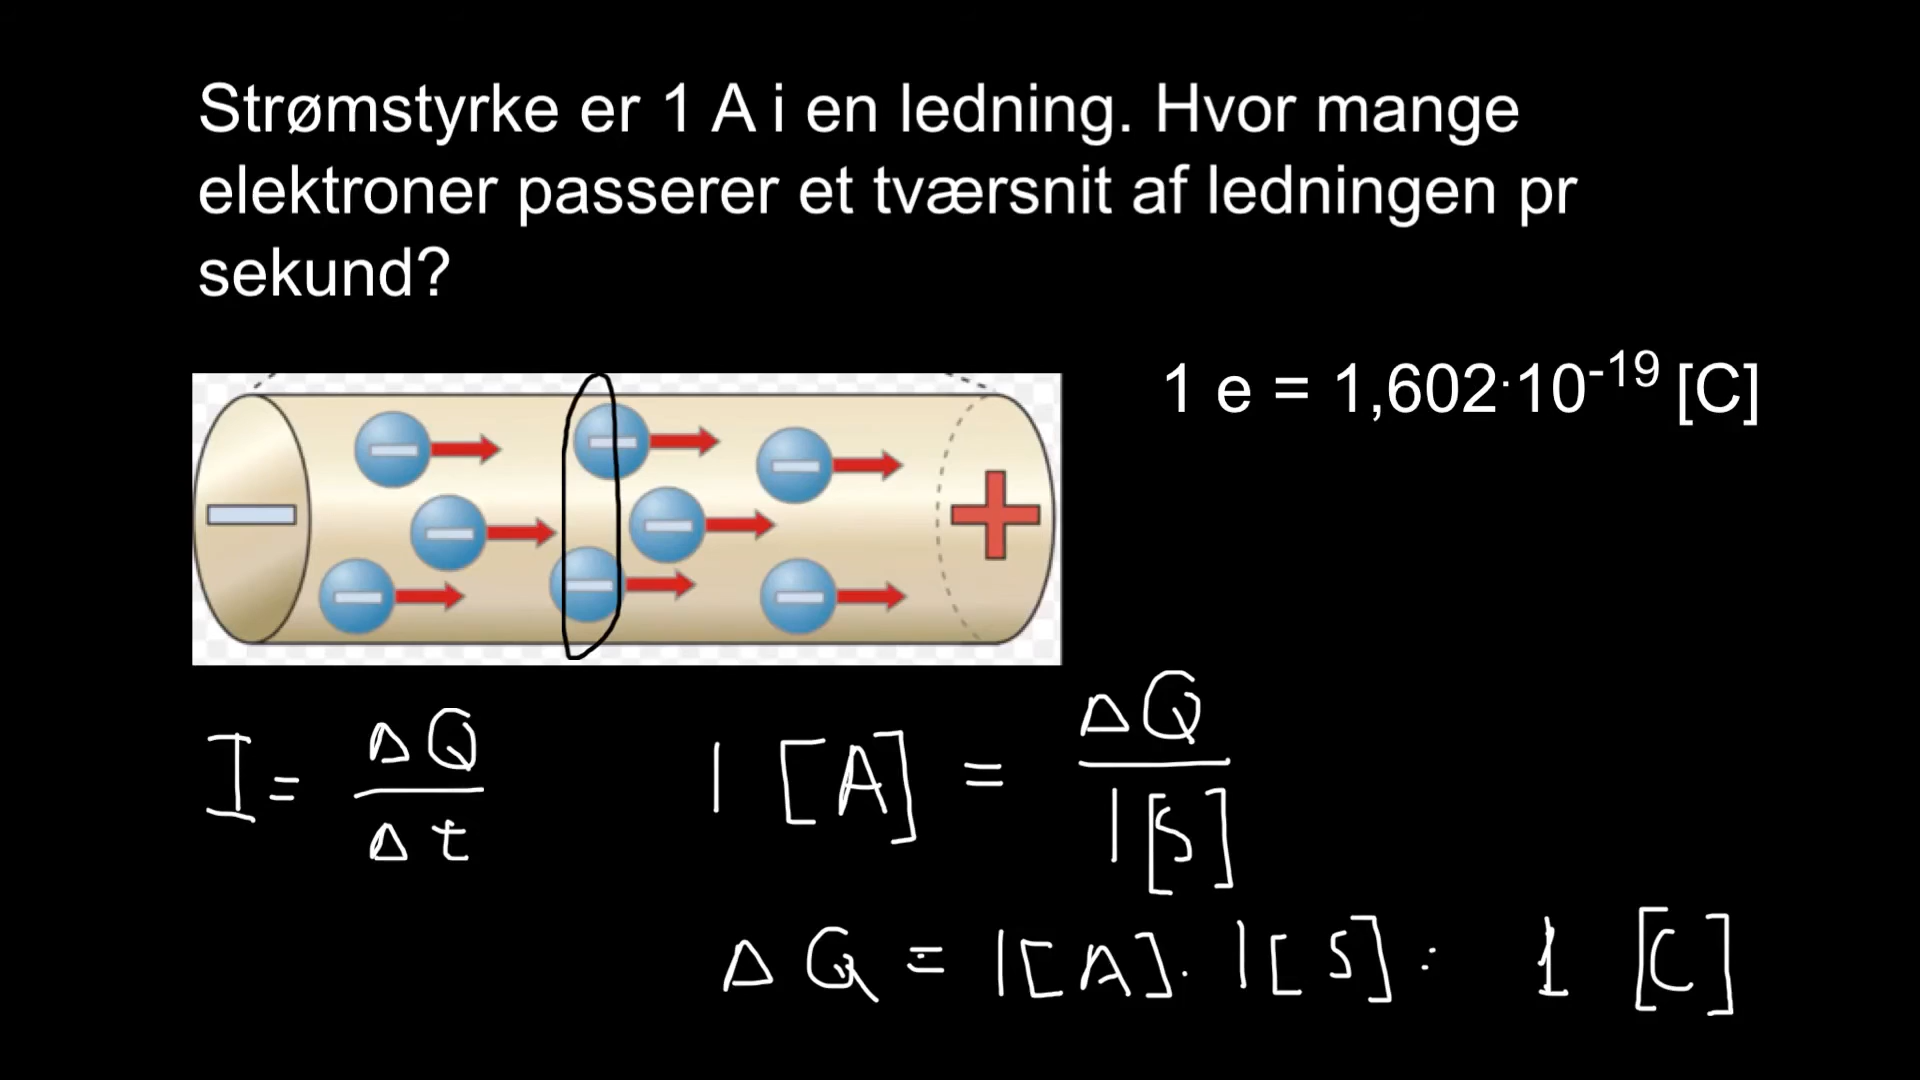 Strømstyrke er 1 A i en ledning. Hvor mange
elektroner passerer et tværsnit af ledningen pr
sekund?
1 e = 1,602·10⁻¹⁹ [C]
I = ΔQ / Δt
1 [A] = ΔQ / 1[s]
ΔQ = 1[A] · 1[s] = 1 [C]